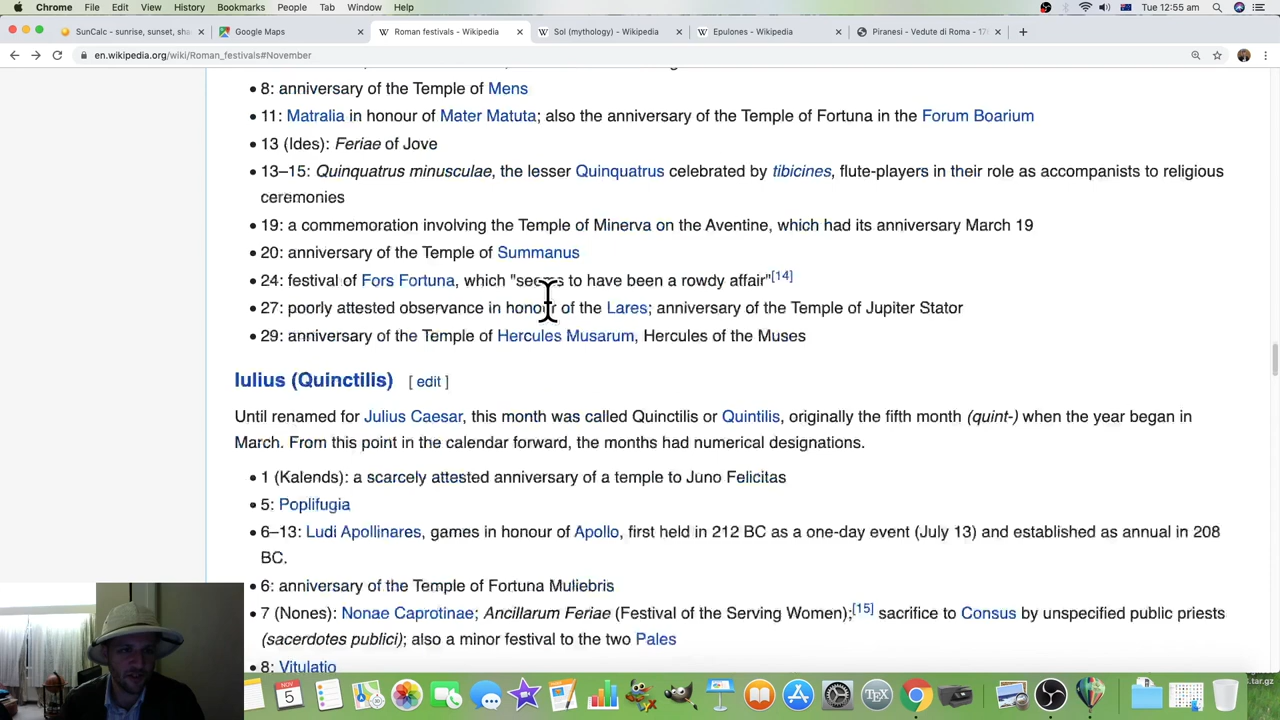 Chrome File Edit View History Bookmarks People Tab Window Help Tue 12:55 am
SunCalc - sunrise, sunset, sha Google Maps Roman festivals - Wikipedia Sol (mythology) - Wikipedia Epulones - Wikipedia Piranesi - Vedute di Roma - 17
en.wikipedia.org/wiki/Roman_festivals#November
• 8: anniversary of the Temple of Mens
• 11: Matralia in honour of Mater Matuta; also the anniversary of the Temple of Fortuna in the Forum Boarium
• 13 (Ides): Feriae of Jove
• 13–15: Quinquatrus minusculae, the lesser Quinquatrus celebrated by tibicines, flute-players in their role as accompanists to religious
ceremonies
• 19: a commemoration involving the Temple of Minerva on the Aventine, which had its anniversary March 19
• 20: anniversary of the Temple of Summanus
• 24: festival of Fors Fortuna, which "seems to have been a rowdy affair"[14]
• 27: poorly attested observance in honour of the Lares; anniversary of the Temple of Jupiter Stator
• 29: anniversary of the Temple of Hercules Musarum, Hercules of the Muses
Iulius (Quinctilis) [ edit ]
Until renamed for Julius Caesar, this month was called Quinctilis or Quintilis, originally the fifth month (quint-) when the year began in
March. From this point in the calendar forward, the months had numerical designations.
• 1 (Kalends): a scarcely attested anniversary of a temple to Juno Felicitas
• 5: Poplifugia
• 6–13: Ludi Apollinares, games in honour of Apollo, first held in 212 BC as a one-day event (July 13) and established as annual in 208
BC.
• 6: anniversary of the Temple of Fortuna Muliebris
• 7 (Nones): Nonae Caprotinae; Ancillarum Feriae (Festival of the Serving Women);[15] sacrifice to Consus by unspecified public priests
(sacerdotes publici); also a minor festival to the two Pales
• 8: Vitulatio
NOV
5
TEX
.tar.gz